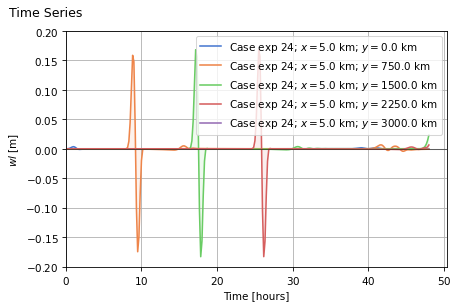 Time Series
Case exp 24; x = 5.0 km; y = 0.0 km
Case exp 24; x = 5.0 km; y = 750.0 km
Case exp 24; x = 5.0 km; y = 1500.0 km
Case exp 24; x = 5.0 km; y = 2250.0 km
Case exp 24; x = 5.0 km; y = 3000.0 km
wl [m]
0.20
0.15
0.10
0.05
0.00
−0.05
−0.10
−0.15
−0.20
0 10 20 30 40 50
Time [hours]